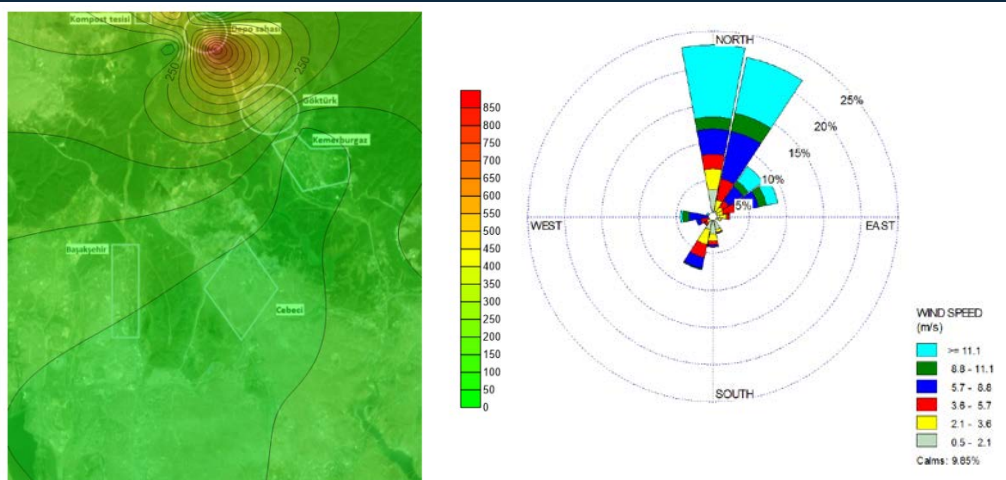 Kompost tesisi
Depo sahası
250
250
Göktürk
Kemerburgaz
Başakşehir
Cebeci
850
800
750
700
650
600
550
500
450
400
350
300
250
200
150
100
50
0
NORTH
25%
20%
15%
10%
5%
WEST
EAST
SOUTH
WIND SPEED
(m/s)
>= 11.1
8.8 - 11.1
5.7 - 8.8
3.6 - 5.7
2.1 - 3.6
0.5 - 2.1
Calms: 9.85%